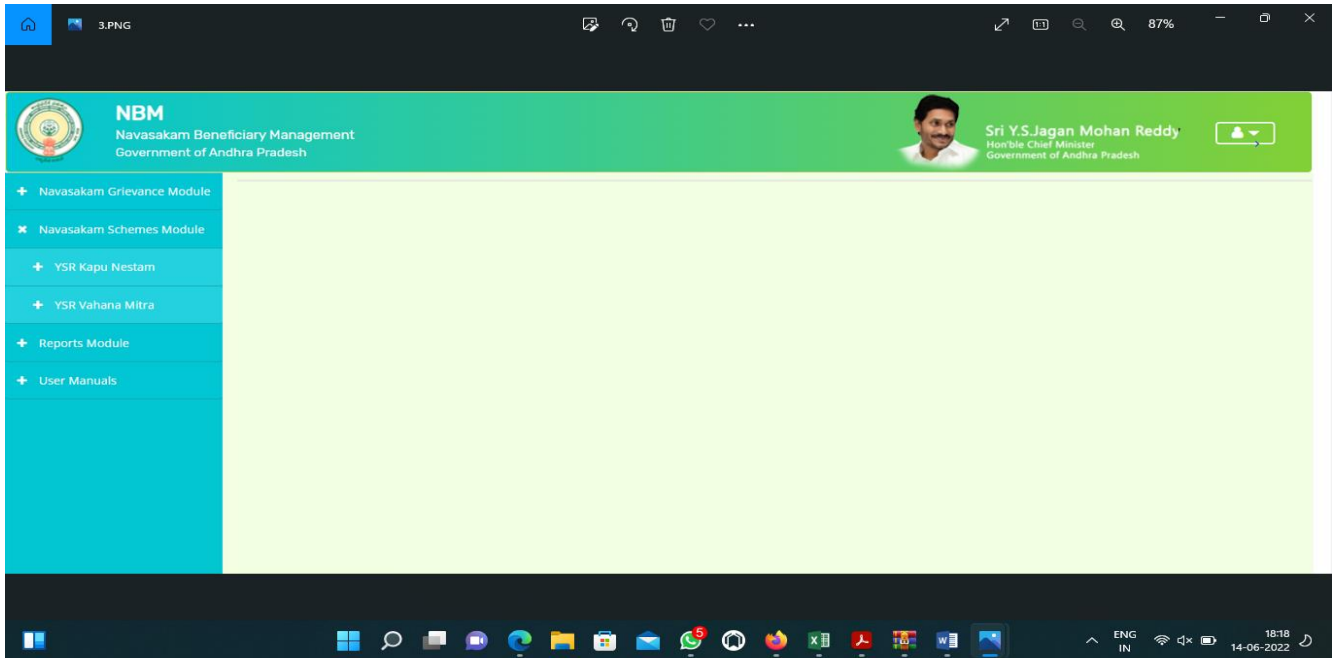 3.PNG
87%
NBM
Navasakam Beneficiary Management
Government of Andhra Pradesh
Sri Y.S.Jagan Mohan Reddy
Hon'ble Chief Minister
Government of Andhra Pradesh
Navasakam Grievance Module
Navasakam Schemes Module
YSR Kapu Nestam
YSR Vahana Mitra
Reports Module
User Manuals
5
ENG
IN
18:18
14-06-2022